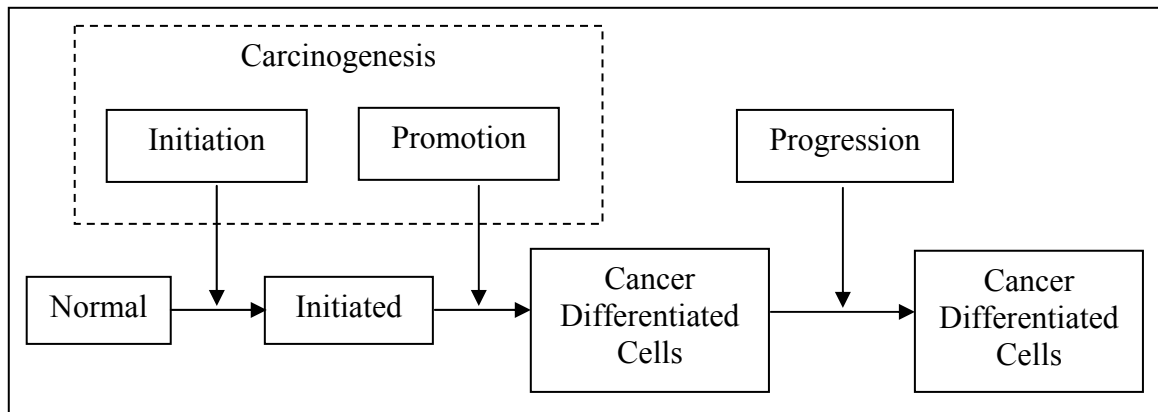 Carcinogenesis
Initiation
Promotion
Progression
Normal
Initiated
Cancer
Differentiated
Cells
Cancer
Differentiated
Cells